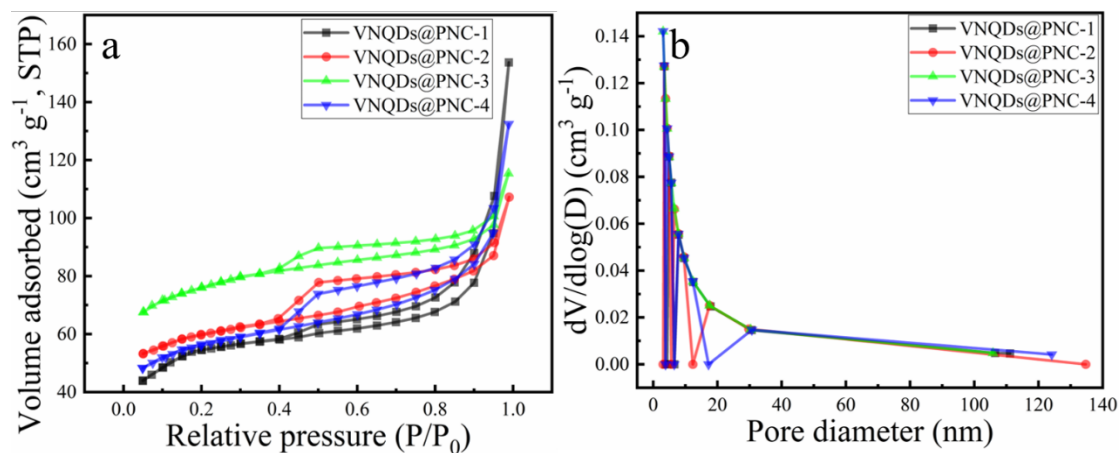 a
VNQDs@PNC-1
VNQDs@PNC-2
VNQDs@PNC-3
VNQDs@PNC-4
Volume adsorbed (cm³ g⁻¹, STP)
160
140
120
100
80
60
40
0.0 0.2 0.4 0.6 0.8 1.0
Relative pressure (P/P₀)
b
VNQDs@PNC-1
VNQDs@PNC-2
VNQDs@PNC-3
VNQDs@PNC-4
dV/dlog(D) (cm³ g⁻¹)
0.14
0.12
0.10
0.08
0.06
0.04
0.02
0.00
0 20 40 60 80 100 120 140
Pore diameter (nm)